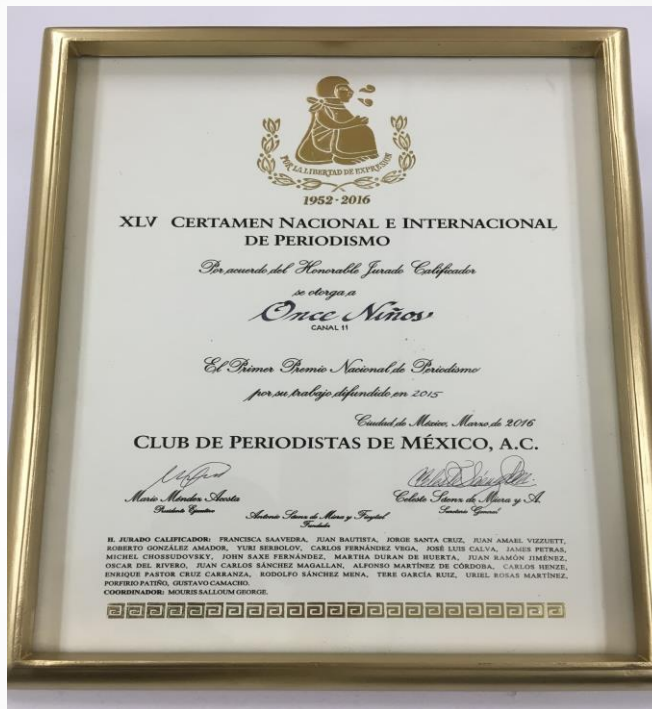 POR LA LIBERTAD DE EXPRESIÓN
1952 - 2016
XLV CERTAMEN NACIONAL E INTERNACIONAL
DE PERIODISMO
Por acuerdo del Honorable Jurado Calificador
se otorga a
Once Niños
CANAL 11
El Primer Premio Nacional de Periodismo
por su trabajo difundido en 2015
Ciudad de México, Marzo de 2016
CLUB DE PERIODISTAS DE MÉXICO, A.C.
Mario Méndez Acosta
Presidente Ejecutivo
Celeste Sáenz de Miera y A.
Secretaria General
Antonio Sáenz de Miera y Fieytal
Fundador
H. JURADO CALIFICADOR: FRANCISCA SAAVEDRA, JUAN BAUTISTA, JORGE SANTA CRUZ, JUAN AMAEL VIZZUETT,
ROBERTO GONZÁLEZ AMADOR, YURI SERBOLOV, CARLOS FERNÁNDEZ VEGA, JOSÉ LUIS CALVA, JAMES PETRAS,
MICHEL CHOSSUDOVSKY, JOHN SAXE FERNÁNDEZ, MARTHA DURAN DE HUERTA, JUAN RAMÓN JIMÉNEZ,
OSCAR DEL RIVERO, JUAN CARLOS SÁNCHEZ MAGALLAN, ALFONSO MARTÍNEZ DE CÓRDOBA, CARLOS HENZE,
ENRIQUE PASTOR CRUZ CARRANZA, RODOLFO SÁNCHEZ MENA, TERE GARCÍA RUIZ, URIEL ROSAS MARTÍNEZ,
PORFIRIO PATIÑO, GUSTAVO CAMACHO.
COORDINADOR: MOURIS SALLOUM GEORGE.